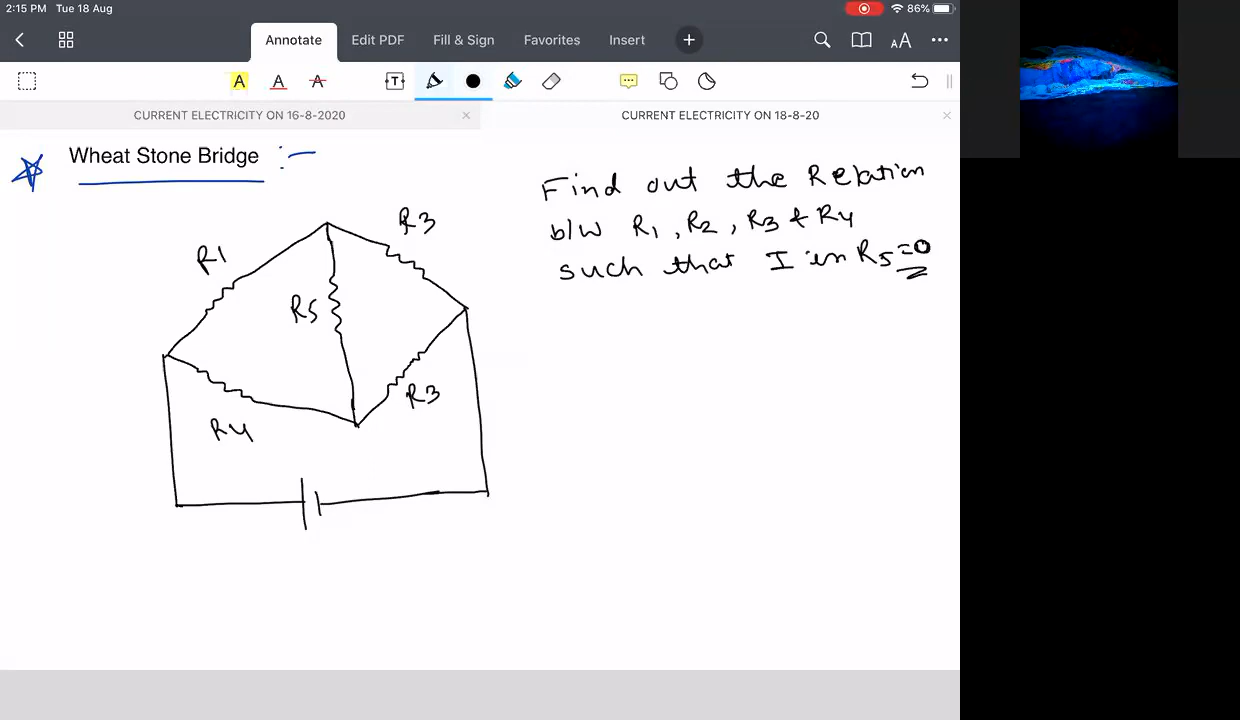 2:15 PM Tue 18 Aug
86%
Annotate Edit PDF Fill & Sign Favorites Insert
AA
A A A T
CURRENT ELECTRICITY ON 16-8-2020
CURRENT ELECTRICITY ON 18-8-20
Wheat Stone Bridge :-
Find out the Relation
b/w R1, R2, R3 & R4
such that I in R5=0
R3
R1
R5
R3
R4